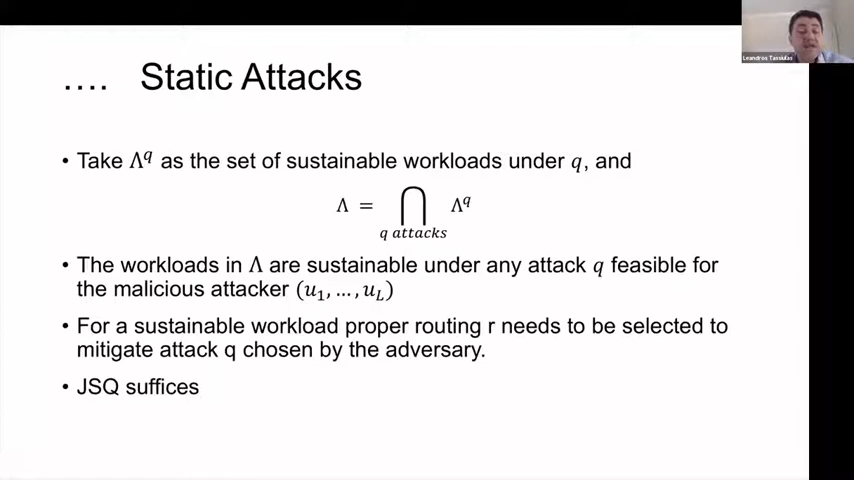 Leandros Tassiulas
.... Static Attacks
• Take Λ^q as the set of sustainable workloads under q, and
Λ = ⋂ Λ^q
q attacks
• The workloads in Λ are sustainable under any attack q feasible for
the malicious attacker (u₁, … , u_L)
• For a sustainable workload proper routing r needs to be selected to
mitigate attack q chosen by the adversary.
• JSQ suffices